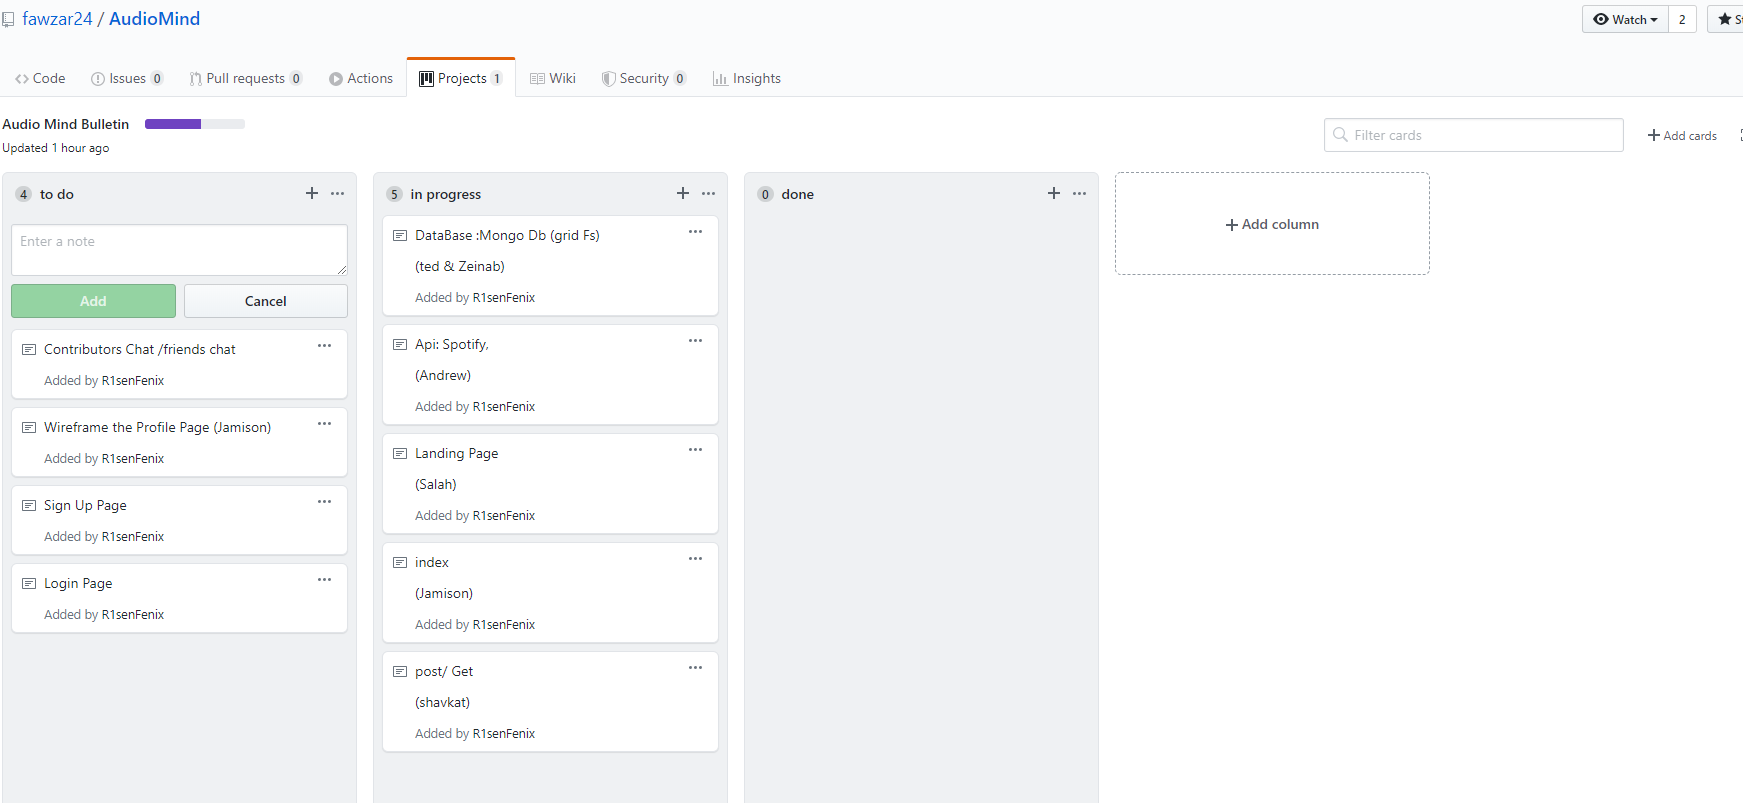 fawzar24 / AudioMind
Watch 2
Code Issues 0 Pull requests 0 Actions Projects 1 Wiki Security 0 Insights
Audio Mind Bulletin
Updated 1 hour ago
Filter cards
Add cards
4 to do
Enter a note
Add Cancel
Contributors Chat /friends chat
Added by R1senFenix
Wireframe the Profile Page (Jamison)
Added by R1senFenix
Sign Up Page
Added by R1senFenix
Login Page
Added by R1senFenix
5 in progress
DataBase :Mongo Db (grid Fs)
(ted & Zeinab)
Added by R1senFenix
Api: Spotify,
(Andrew)
Added by R1senFenix
Landing Page
(Salah)
Added by R1senFenix
index
(Jamison)
Added by R1senFenix
post/ Get
(shavkat)
Added by R1senFenix
0 done
Add column